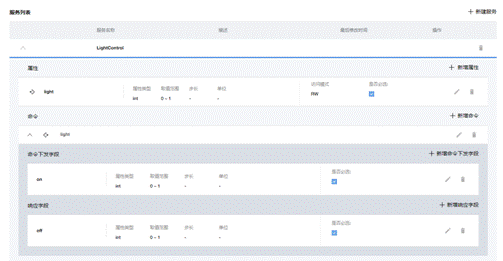 服务列表 + 新建服务
服务名称 描述 最后修改时间 操作
LightControl
属性 + 新增属性
light 属性类型 取值范围 步长 单位 访问模式 是否必选:
int 0 ~ 1 - - RW
命令 + 新增命令
light
命令下发字段 + 新增命令下发字段
on 属性类型 取值范围 步长 单位 是否必选:
int 0 ~ 1 - -
响应字段 + 新增响应字段
off 属性类型 取值范围 步长 单位 是否必选:
int 0 ~ 1 - -